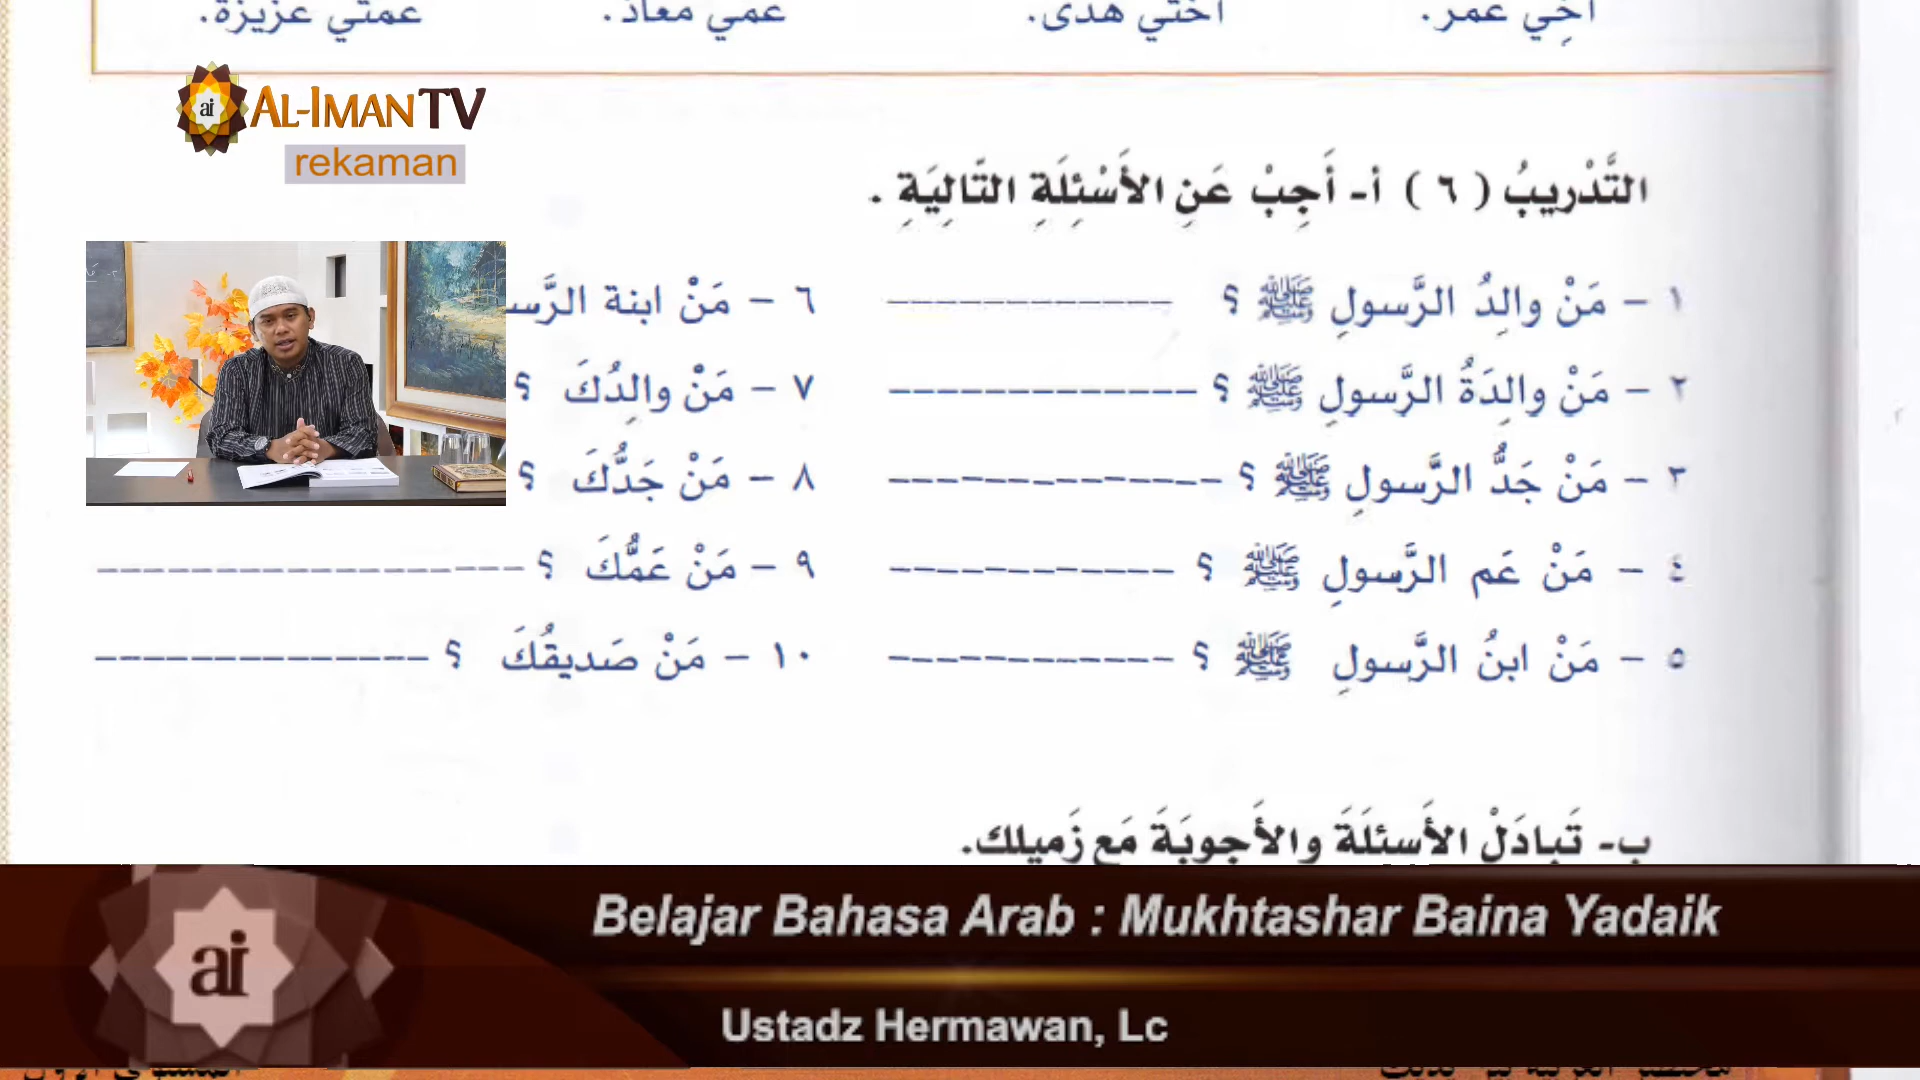 أخي عمر. أختي هدى. عمي معاذ. عمتي عزيزة.
AL-IMAN TV
rekaman
التَّدْرِيبُ ( ٦ ) أ- أَجِبْ عَنِ الأَسْئِلَةِ التَّالِيَةِ .
١ - مَنْ والِدُ الرَّسولِ ﷺ ؟ ------------
٦ - مَنْ ابنة الرَّسو
٢ - مَنْ والِدَةُ الرَّسولِ ﷺ ؟ -------------
٧ - مَنْ والِدُكَ ؟
٣ - مَنْ جَدُّ الرَّسولِ ﷺ ؟ --------------
٨ - مَنْ جَدُّكَ ؟
٤ - مَنْ عَم الرَّسولِ ﷺ ؟ ------------
٩ - مَنْ عَمُّكَ ؟ ------------------
٥ - مَنْ ابنُ الرَّسولِ ﷺ ؟ ------------
١٠ - مَنْ صَديقُكَ ؟ --------------
ب- تَبادَلْ الأَسئلَةَ والأَجوبَةَ مَع زَميلك.
ai
Belajar Bahasa Arab : Mukhtashar Baina Yadaik
Ustadz Hermawan, Lc